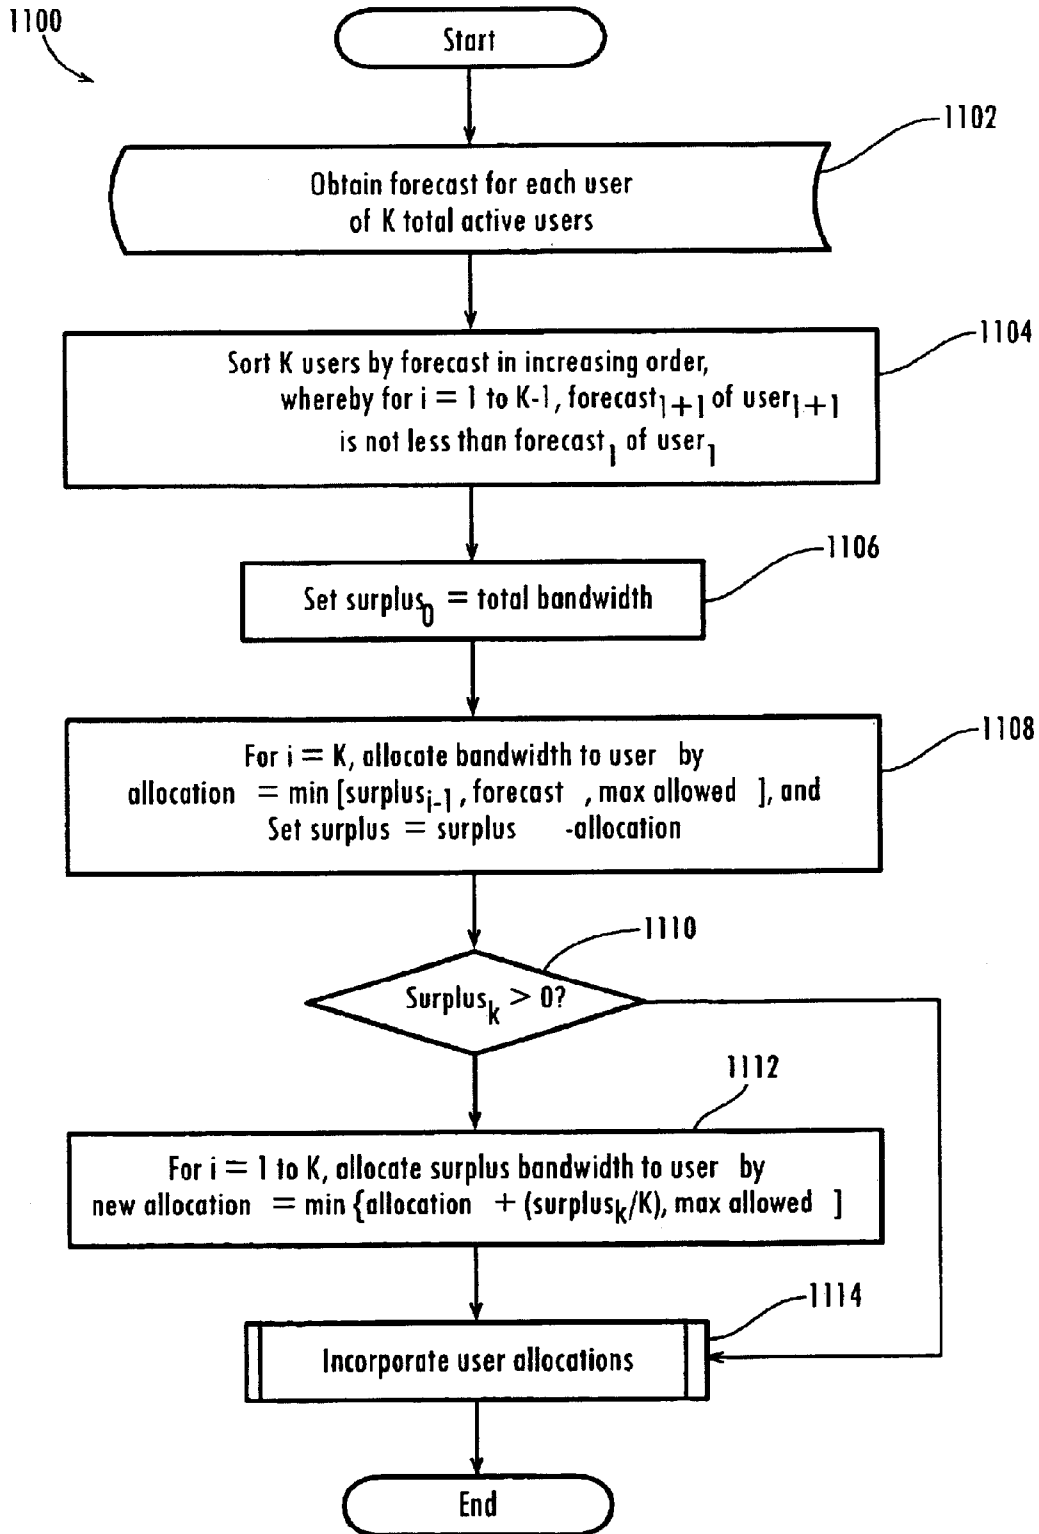 1100
Start
1102
Obtain forecast for each user
of K total active users
1104
Sort K users by forecast in increasing order,
whereby for i = 1 to K-1, forecast1+1 of user1+1
is not less than forecast1 of user1
1106
Set surplus0 = total bandwidth
1108
For i = K, allocate bandwidth to user by
allocation = min [surplusi-1, forecast , max allowed ], and
Set surplus = surplus -allocation
1110
Surplusk > 0?
1112
For i = 1 to K, allocate surplus bandwidth to user by
new allocation = min {allocation + (surplusk/K), max allowed ]
1114
Incorporate user allocations
End